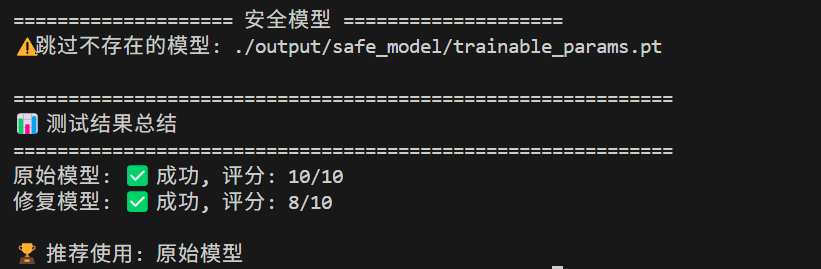 ==================== 安全模型 ====================
⚠️跳过不存在的模型: ./output/safe_model/trainable_params.pt
============================================================
📊 测试结果总结
============================================================
原始模型: ✅ 成功, 评分: 10/10
修复模型: ✅ 成功, 评分: 8/10
🏆 推荐使用: 原始模型